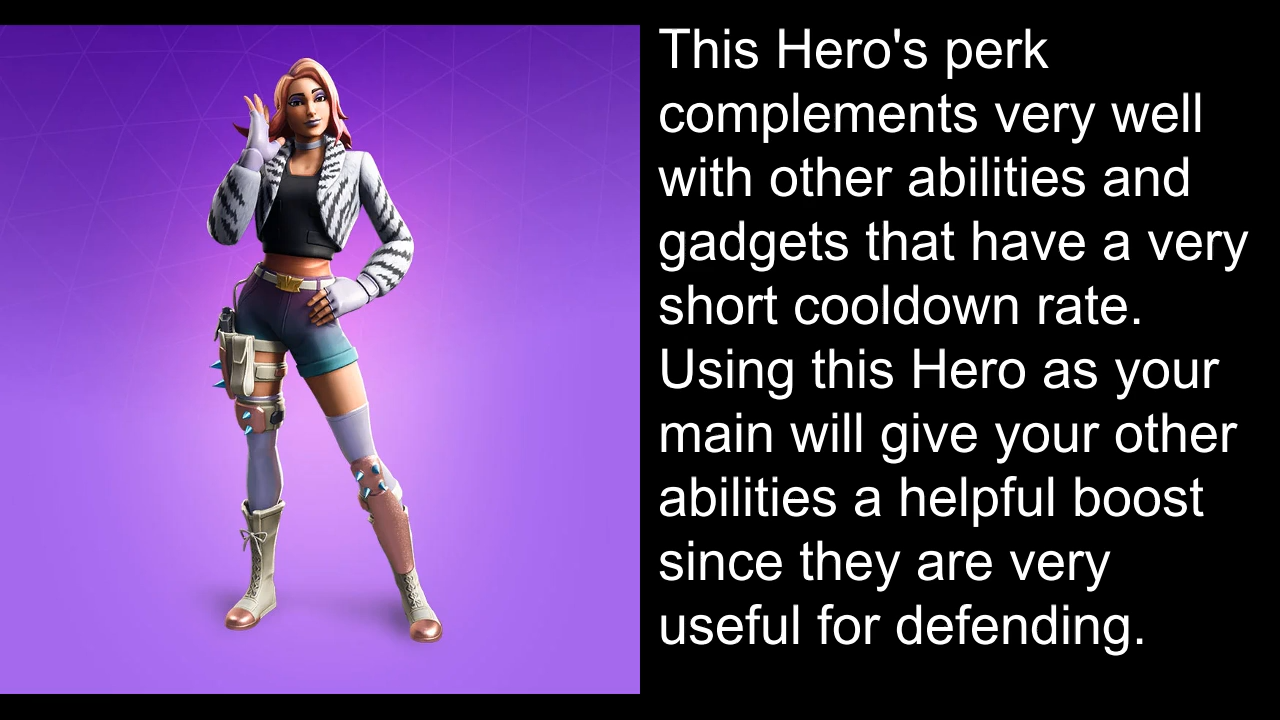 This Hero's perk
complements very well
with other abilities and
gadgets that have a very
short cooldown rate.
Using this Hero as your
main will give your other
abilities a helpful boost
since they are very
useful for defending.